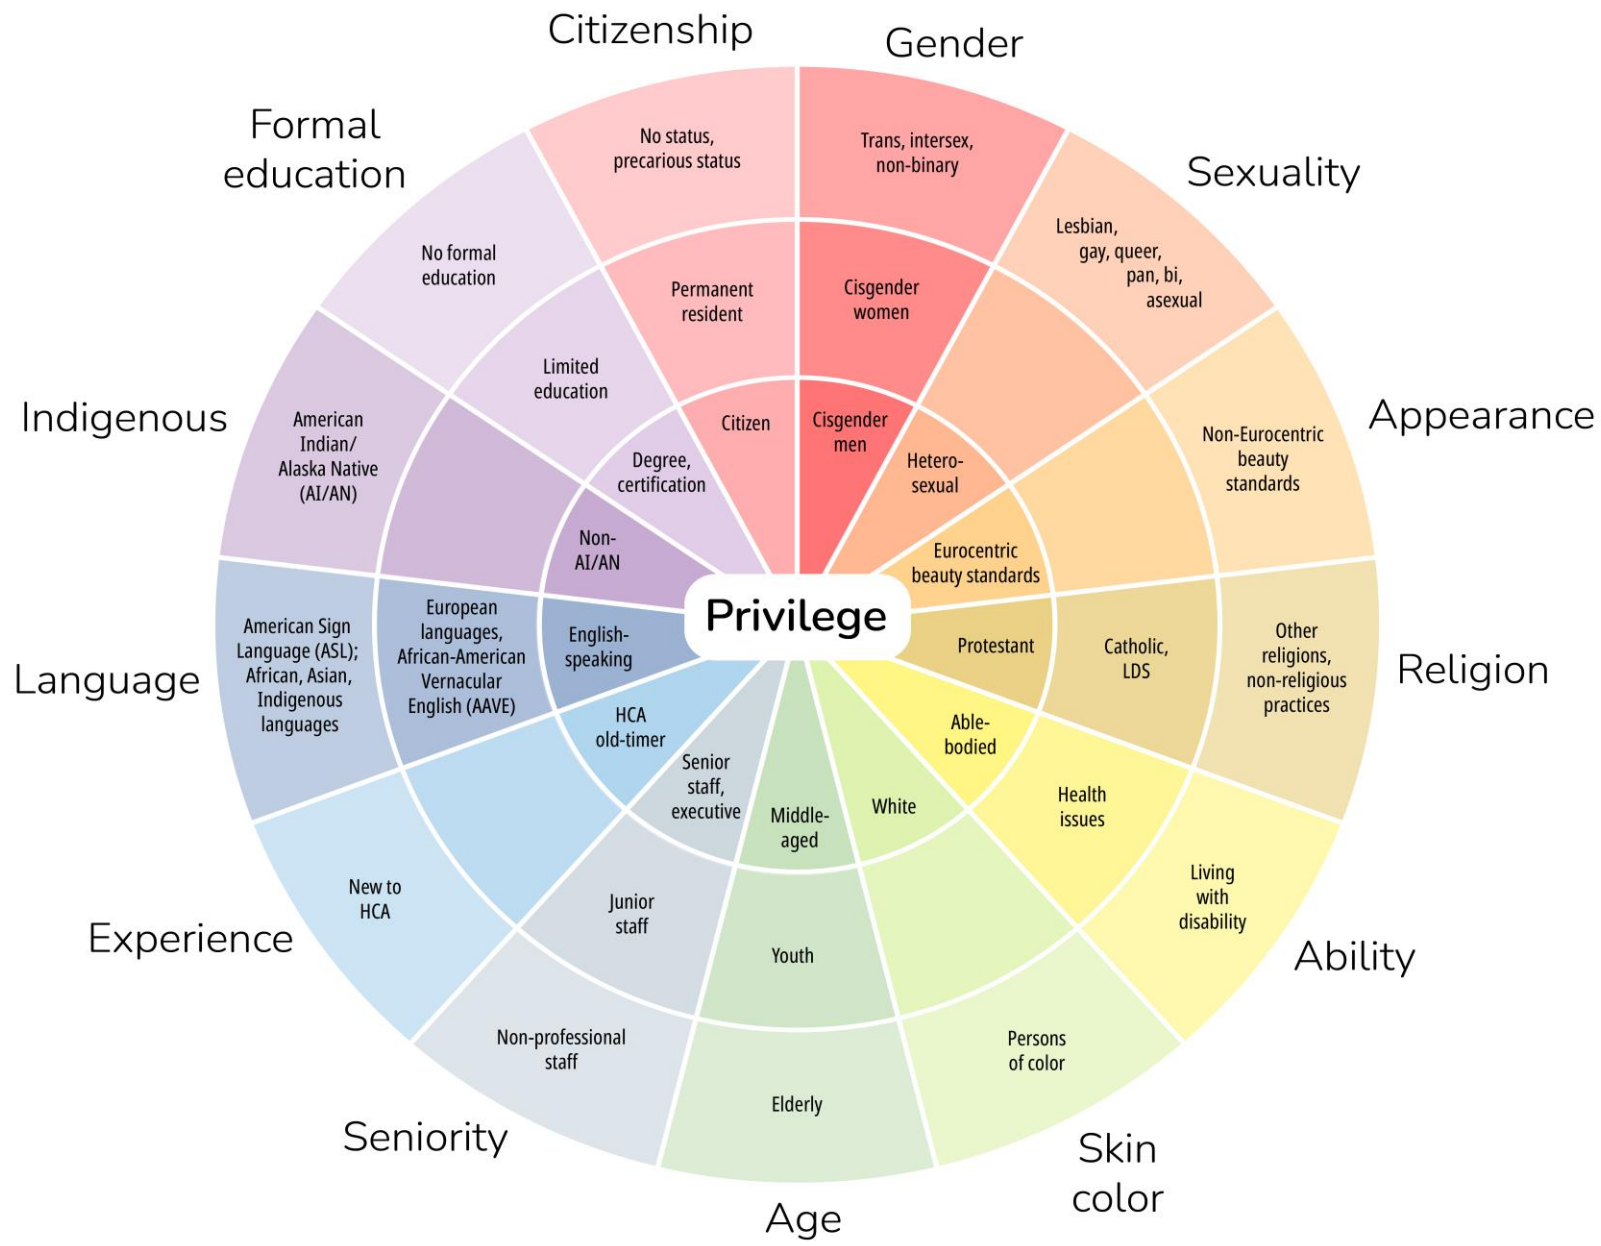 Citizenship
No status,
precarious status
Permanent
resident
Citizen
Gender
Trans, intersex,
non-binary
Cisgender
women
Cisgender
men
Sexuality
Lesbian,
gay, queer,
pan, bi,
asexual
Hetero-
sexual
Appearance
Non-Eurocentric
beauty
standards
Eurocentric
beauty standards
Religion
Other
religions,
non-religious
practices
Catholic,
LDS
Protestant
Ability
Living
with
disability
Health
issues
Able-
bodied
Skin
color
Persons
of color
White
Age
Elderly
Youth
Middle-
aged
Seniority
Non-professional
staff
Junior
staff
Senior
staff,
executive
Experience
New to
HCA
HCA
old-timer
Language
American Sign
Language (ASL);
African, Asian,
Indigenous
languages
European
languages,
African-American
Vernacular
English (AAVE)
English-
speaking
Indigenous
American
Indian/
Alaska Native
(AI/AN)
Non-
AI/AN
Formal
education
No formal
education
Limited
education
Degree,
certification
Privilege